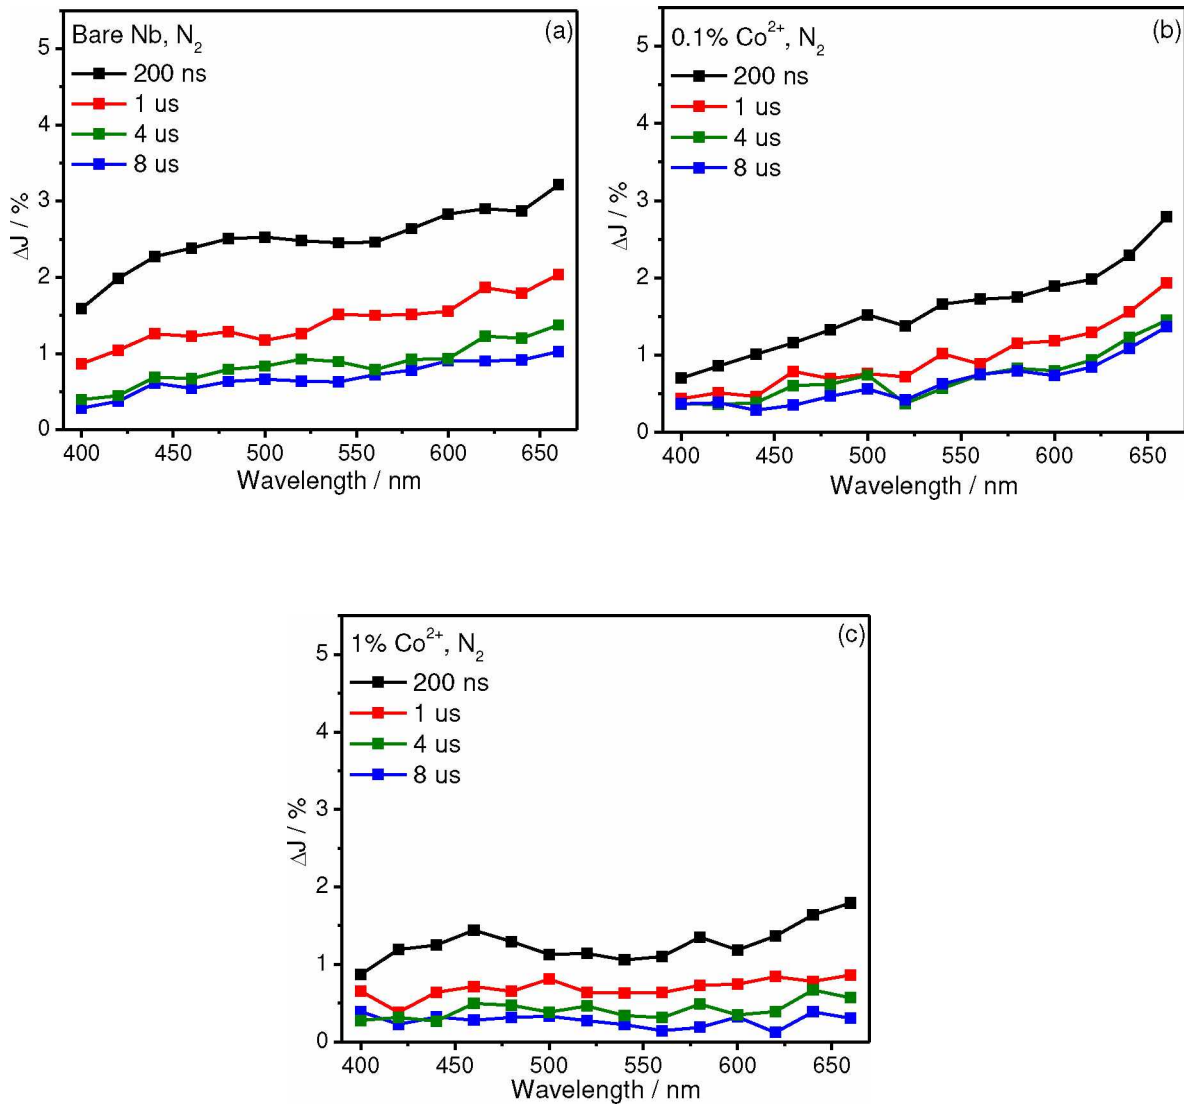 Bare Nb, N₂ (a)
200 ns
1 us
4 us
8 us
5
4
3
2
1
0
ΔJ / %
400 450 500 550 600 650
Wavelength / nm
0.1% Co²⁺, N₂ (b)
200 ns
1 us
4 us
8 us
5
4
3
2
1
0
ΔJ / %
400 450 500 550 600 650
Wavelength / nm
1% Co²⁺, N₂ (c)
200 ns
1 us
4 us
8 us
5
4
3
2
1
0
ΔJ / %
400 450 500 550 600 650
Wavelength / nm